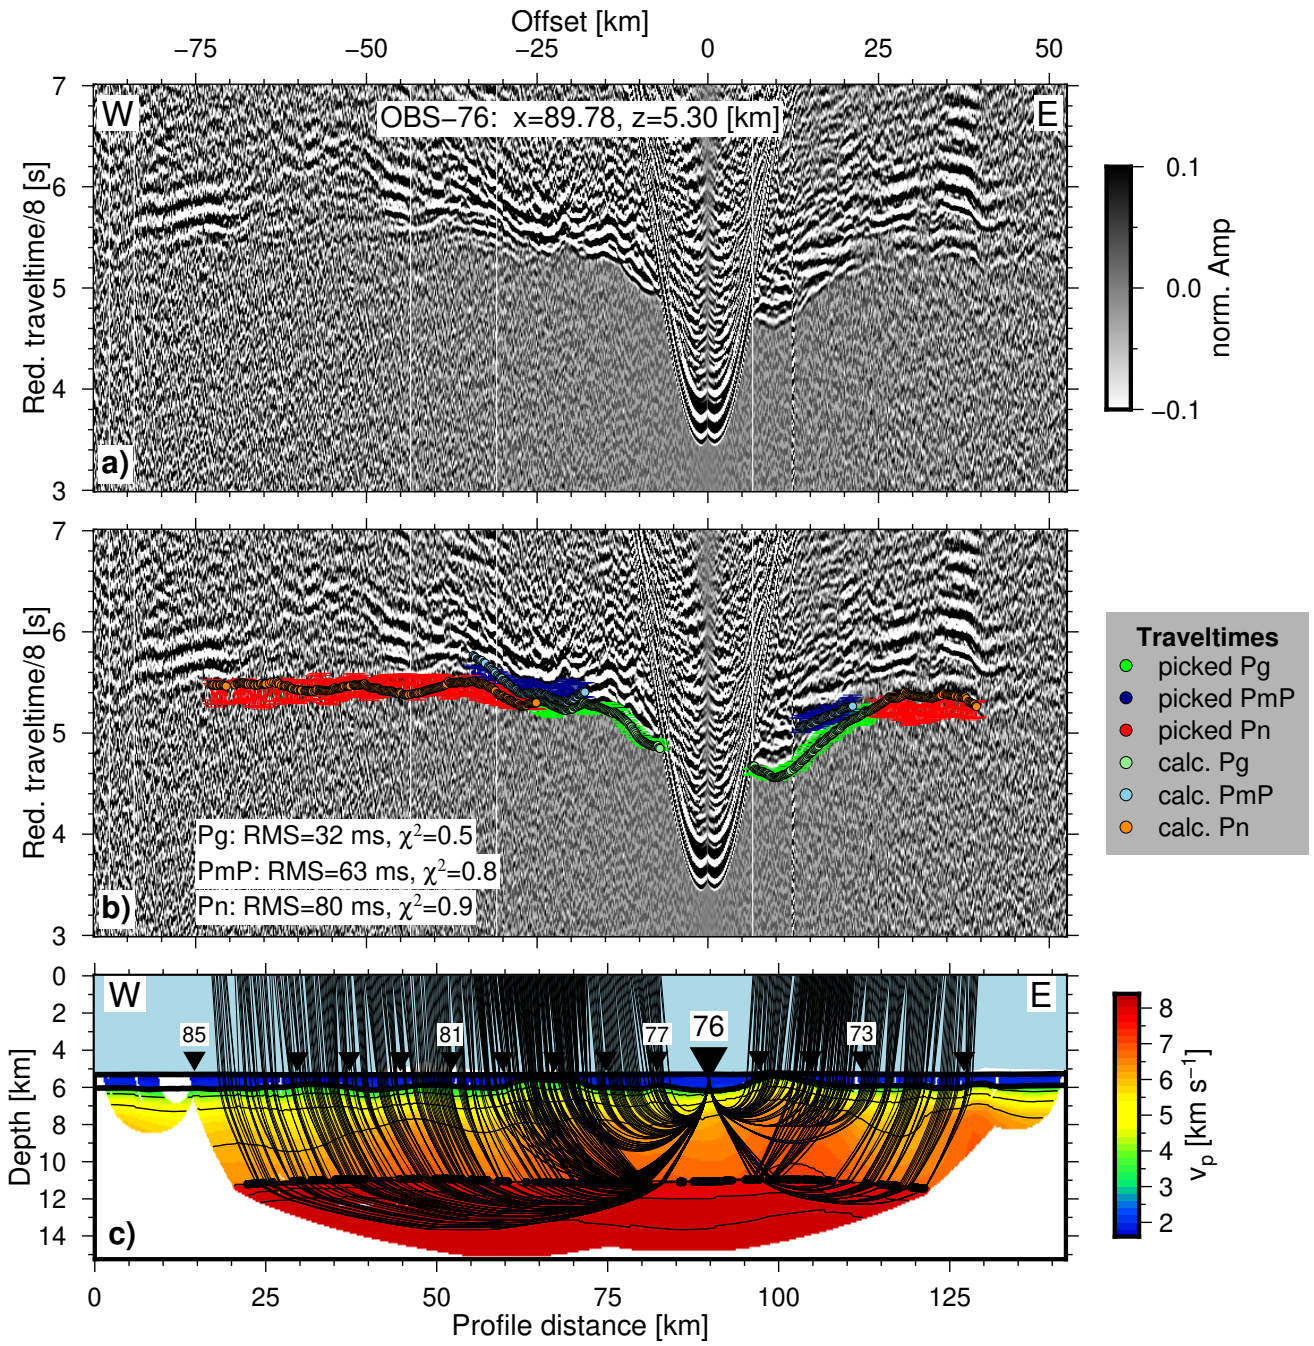 Offset [km]
−75 −50 −25 0 25 50
7
6
5
4
3
Red. traveltime/8 [s]
W
OBS−76: x=89.78, z=5.30 [km]
E
a)
0.1
0.0
−0.1
norm. Amp
7
6
5
4
3
Red. traveltime/8 [s]
Pg: RMS=32 ms, χ²=0.5
PmP: RMS=63 ms, χ²=0.8
Pn: RMS=80 ms, χ²=0.9
b)
Traveltimes
picked Pg
picked PmP
picked Pn
calc. Pg
calc. PmP
calc. Pn
0
2
4
6
8
10
12
14
Depth [km]
W
E
85 81 77 76 73
c)
8
7
6
5
4
3
2
vₚ [km s⁻¹]
0 25 50 75 100 125
Profile distance [km]